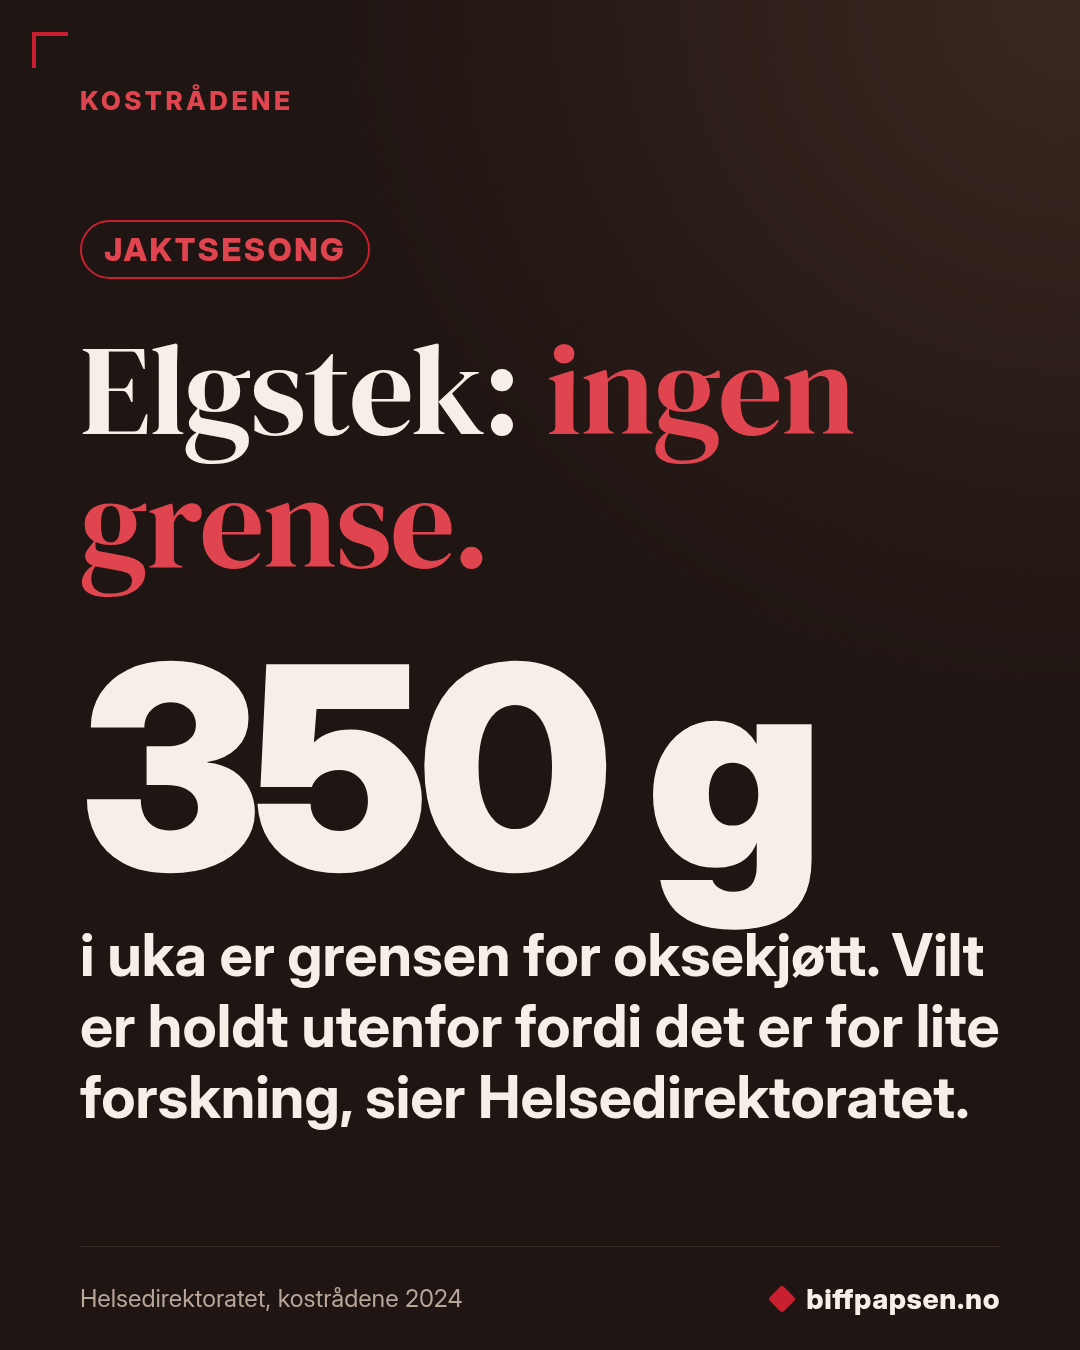 KOSTRÅDENE
JAKTSESONG
Elgstek: ingen
grense.
350 g
i uka er grensen for oksekjøtt. Vilt
er holdt utenfor fordi det er for lite
forskning, sier Helsedirektoratet.
Helsedirektoratet, kostrådene 2024
biffpapsen.no